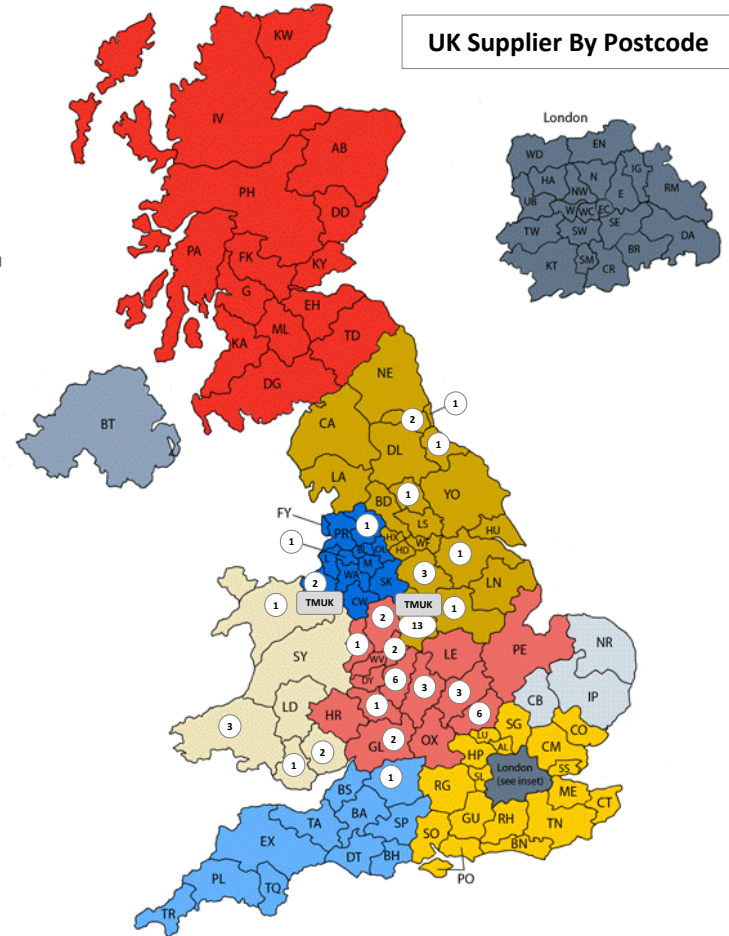 UK Supplier By Postcode
KW
IV
AB
PH
DD
PA
FK
KY
G
EH
ML
TD
KA
DG
London
EN
WD
IG
N
HA
NW
E
RM
UB
W
WC
EC
SE
TW
SW
DA
BR
SM
KT
CR
BT
NE
1
2
CA
1
DL
LA
1
YO
BD
FY
1
PR
LS
HU
1
HX
WF
BL
OL
HD
1
L
M
WA
3
2
SK
LN
TMUK
CW
TMUK
1
1
2
13
1
2
LE
PE
NR
SY
WV
DY
6
3
3
CB
IP
LD
HR
1
6
SG
3
LU
CO
2
GL
2
OX
HP
AL
CM
1
SL
London
(see inset)
SS
1
BS
RG
ME
CT
BA
TA
SP
GU
RH
TN
EX
SO
BN
DT
BH
PL
TQ
PO
TR